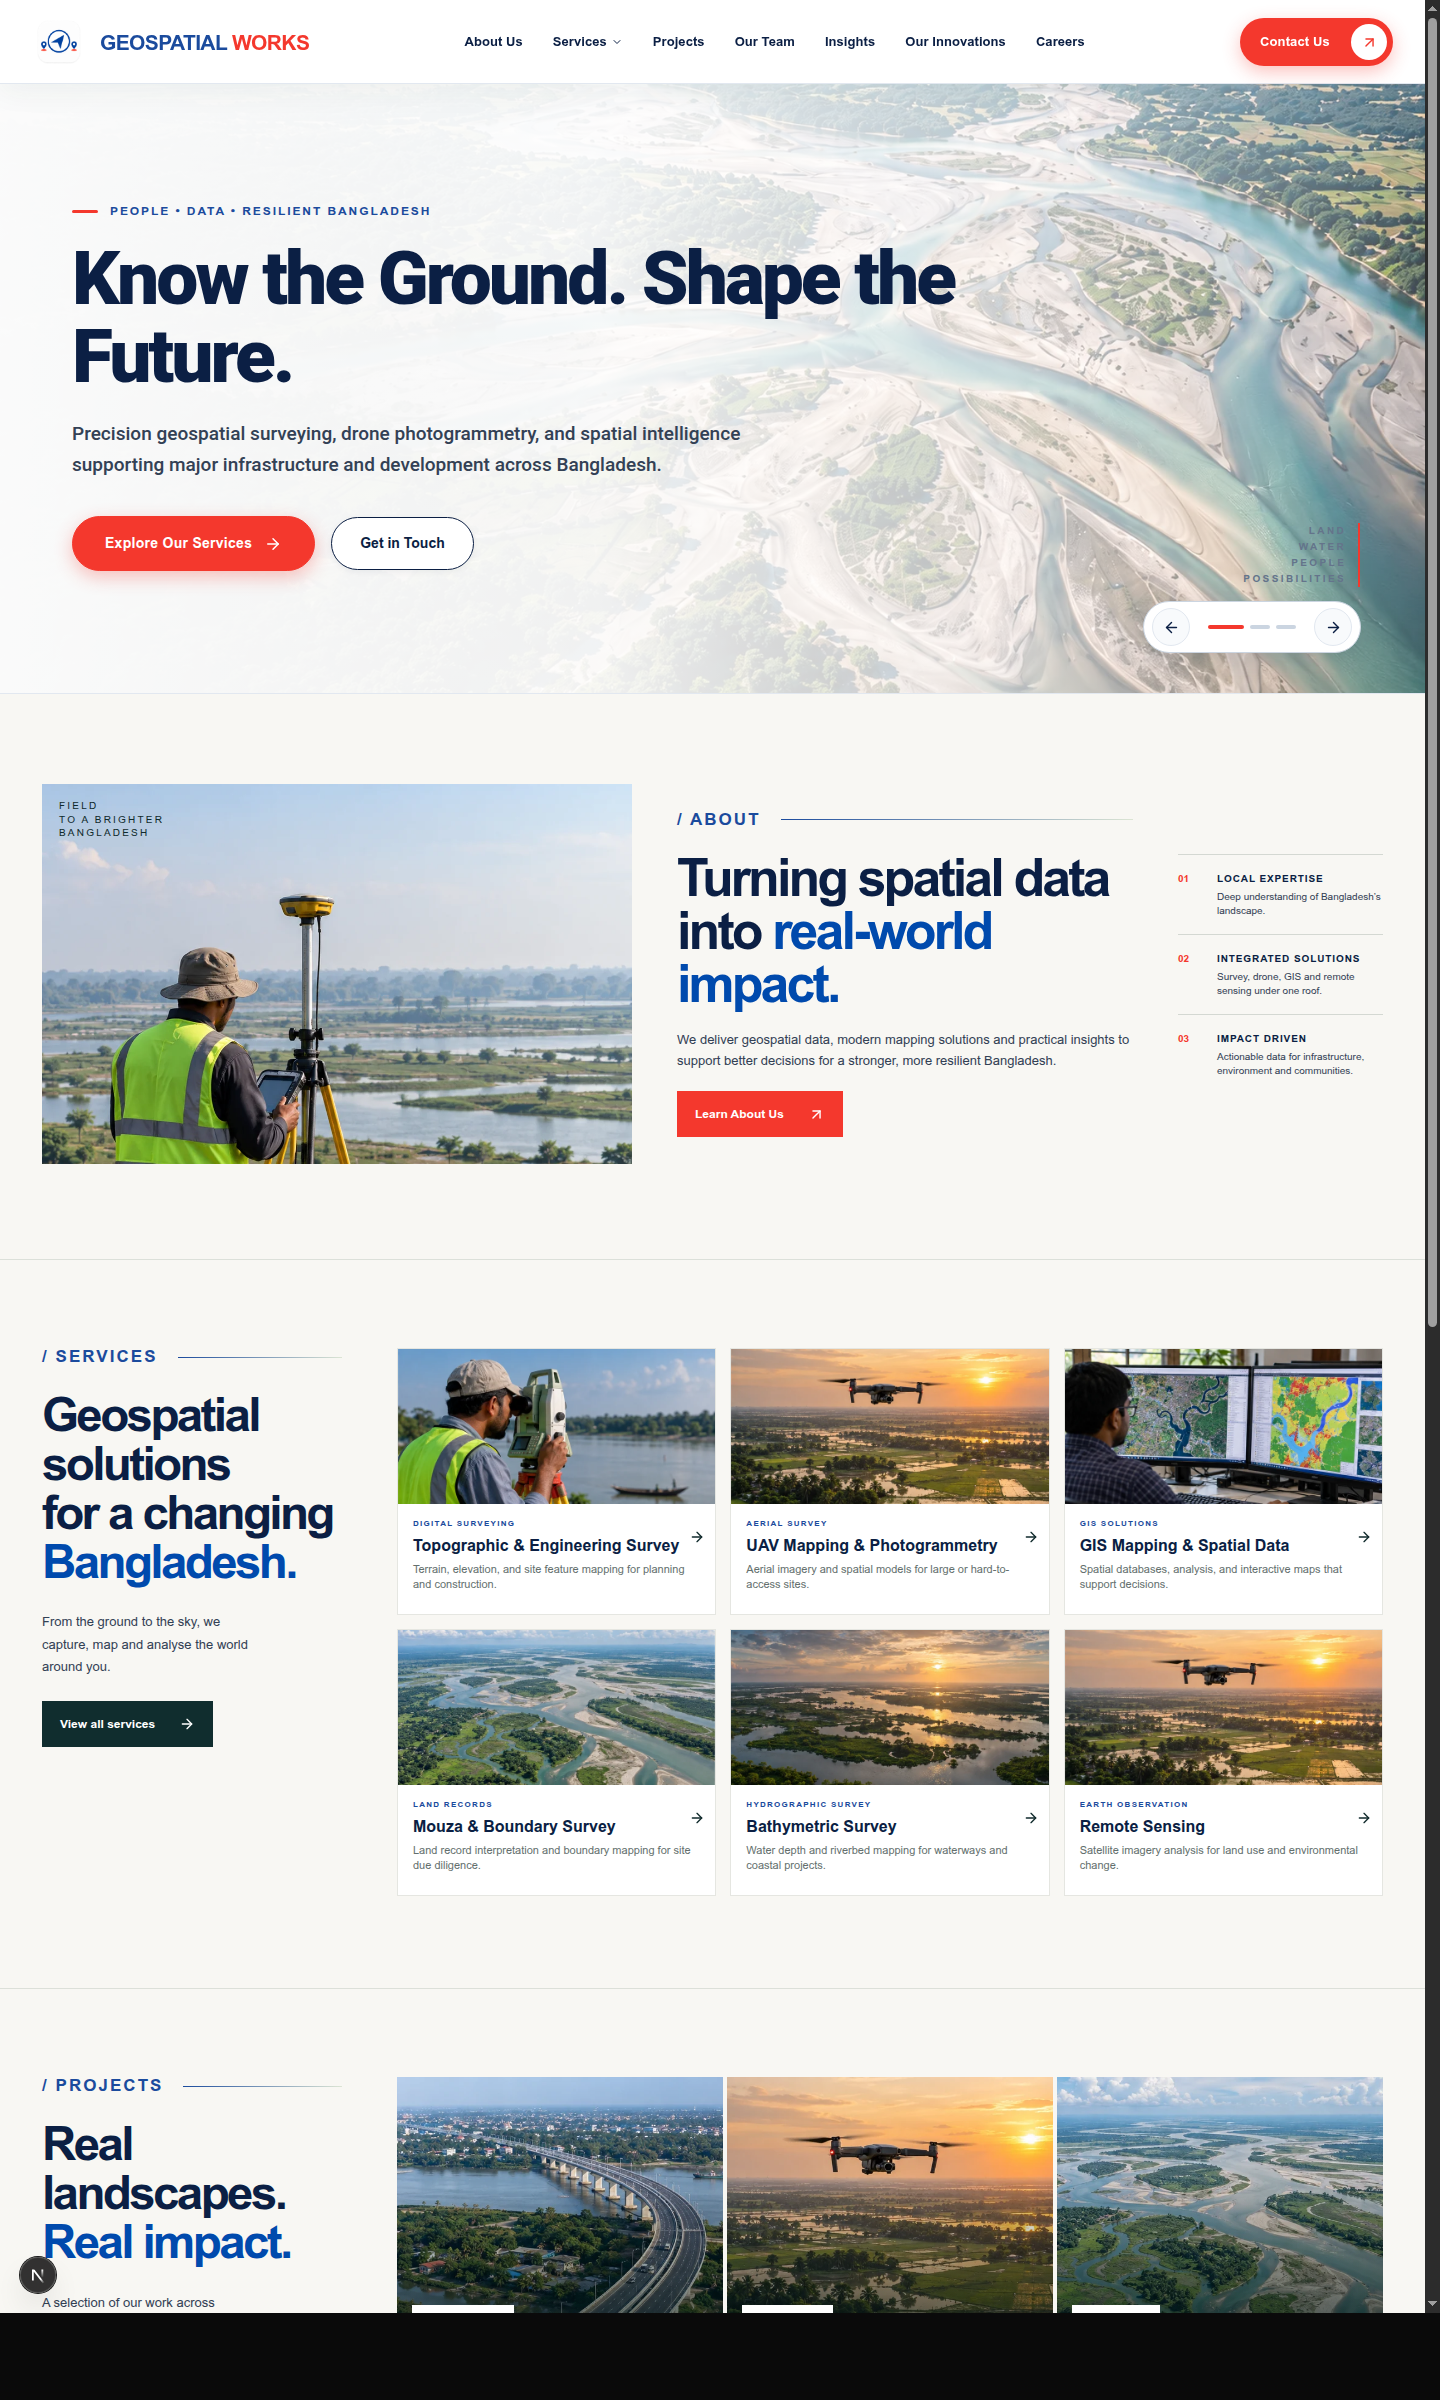 GEOSPATIAL WORKS
About Us
Services
Projects
Our Team
Insights
Our Innovations
Careers
Contact Us
PEOPLE • DATA • RESILIENT BANGLADESH
Know the Ground. Shape the
Future.
Precision geospatial surveying, drone photogrammetry, and spatial intelligence
supporting major infrastructure and development across Bangladesh.
Explore Our Services
Get in Touch
LAND
WATER
PEOPLE
POSSIBILITIES
FIELD
TO A BRIGHTER
BANGLADESH
/ ABOUT
Turning spatial data
into real-world
impact.
We deliver geospatial data, modern mapping solutions and practical insights to
support better decisions for a stronger, more resilient Bangladesh.
Learn About Us
01
LOCAL EXPERTISE
Deep understanding of Bangladesh's
landscape.
02
INTEGRATED SOLUTIONS
Survey, drone, GIS and remote
sensing under one roof.
03
IMPACT DRIVEN
Actionable data for infrastructure,
environment and communities.
/ SERVICES
Geospatial
solutions
for a changing
Bangladesh.
From the ground to the sky, we
capture, map and analyse the world
around you.
View all services
DIGITAL SURVEYING
Topographic & Engineering Survey
Terrain, elevation, and site feature mapping for planning
and construction.
AERIAL SURVEY
UAV Mapping & Photogrammetry
Aerial imagery and spatial models for large or hard-to-
access sites.
GIS SOLUTIONS
GIS Mapping & Spatial Data
Spatial databases, analysis, and interactive maps that
support decisions.
LAND RECORDS
Mouza & Boundary Survey
Land record interpretation and boundary mapping for site
due diligence.
HYDROGRAPHIC SURVEY
Bathymetric Survey
Water depth and riverbed mapping for waterways and
coastal projects.
EARTH OBSERVATION
Remote Sensing
Satellite imagery analysis for land use and environmental
change.
/ PROJECTS
Real
landscapes.
Real impact.
A selection of our work across
N